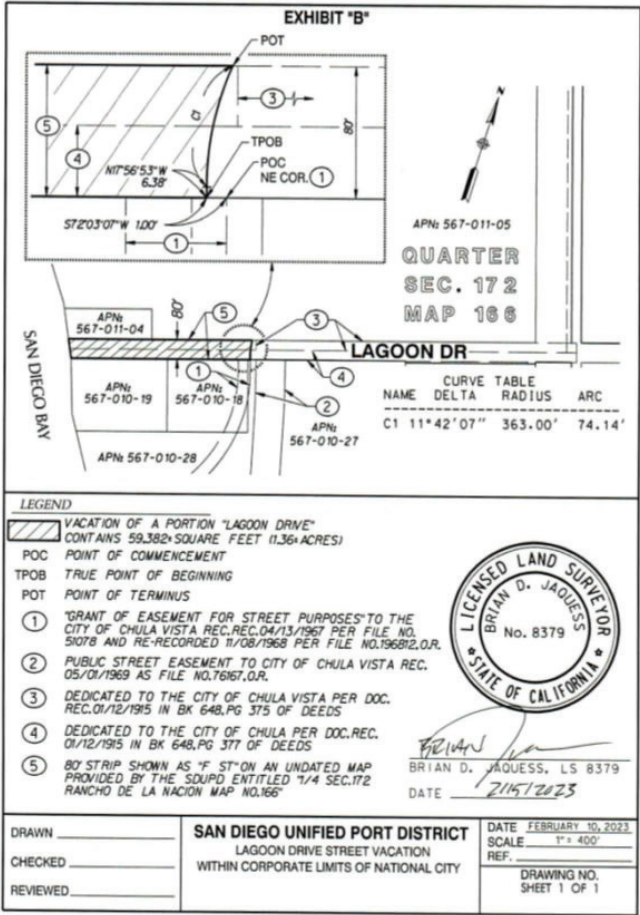 EXHIBIT "B"
POT
3
C1
80'
5
4
TPOB
POC
NE COR. 1
N17°56'53"W
6.38'
S72°03'07"W 1.00'
1
APN: 567-011-05
QUARTER
SEC. 172
MAP 166
N
APN:
567-011-04
80'
5
3
LAGOON DR
SAN DIEGO BAY
1
4
2
APN:
567-010-19
APN:
567-010-18
APN:
567-010-27
APN: 567-010-28
CURVE TABLE
NAME DELTA RADIUS ARC
C1 11°42'07" 363.00' 74.14'
LEGEND
VACATION OF A PORTION "LAGOON DRIVE"
CONTAINS 59,382± SQUARE FEET (1.36± ACRES)
POC POINT OF COMMENCEMENT
TPOB TRUE POINT OF BEGINNING
POT POINT OF TERMINUS
1 "GRANT OF EASEMENT FOR STREET PURPOSES" TO THE
CITY OF CHULA VISTA REC.REC.04/13/1967 PER FILE NO.
51078 AND RE-RECORDED 11/08/1968 PER FILE NO.196812,O.R.
2 PUBLIC STREET EASEMENT TO CITY OF CHULA VISTA REC.
05/01/1969 AS FILE NO.76167,O.R.
3 DEDICATED TO THE CITY OF CHULA VISTA PER DOC.
REC.01/12/1915 IN BK 648,PG 375 OF DEEDS
4 DEDICATED TO THE CITY OF CHULA PER DOC.REC.
01/12/1915 IN BK 648,PG 377 OF DEEDS
5 80' STRIP SHOWN AS "F ST" ON AN UNDATED MAP
PROVIDED BY THE SDUPD ENTITLED "1/4 SEC.172
RANCHO DE LA NACION MAP NO.166"
LICENSED LAND SURVEYOR
BRIAN D. JAQUESS
No. 8379
STATE OF CALIFORNIA
BRIAN
BRIAN D. JAQUESS, LS 8379
DATE 2/15/2023
DRAWN
CHECKED
REVIEWED
SAN DIEGO UNIFIED PORT DISTRICT
LAGOON DRIVE STREET VACATION
WITHIN CORPORATE LIMITS OF NATIONAL CITY
DATE FEBRUARY 10, 2023
SCALE 1" = 400'
REF.
DRAWING NO.
SHEET 1 OF 1